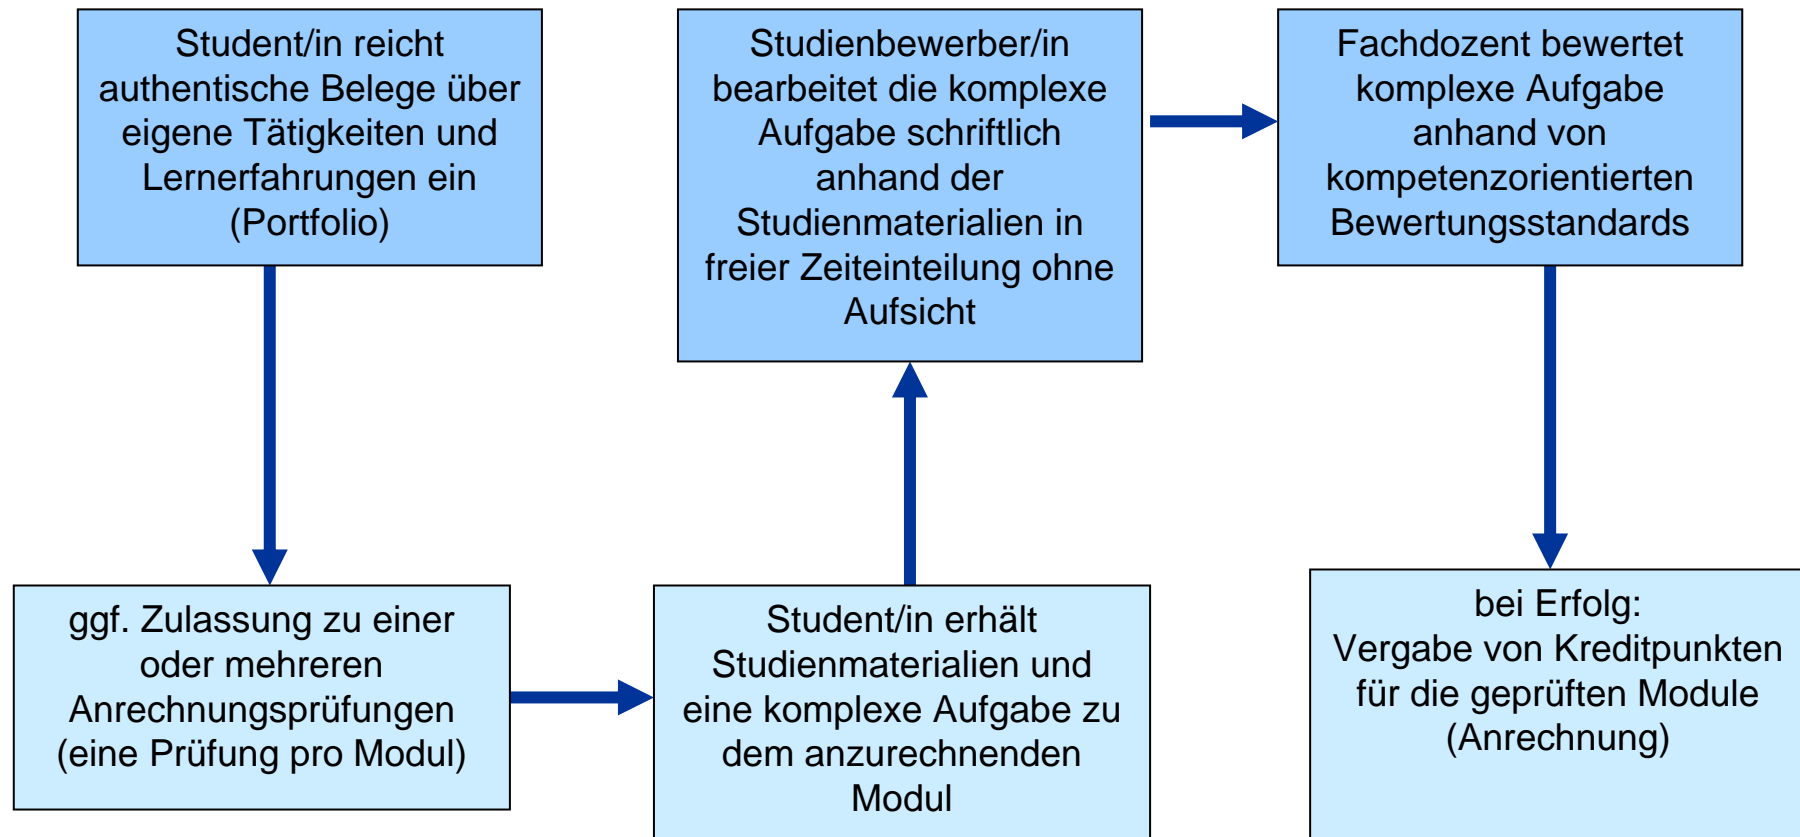 Student/in reicht
authentische Belege über
eigene Tätigkeiten und
Lernerfahrungen ein
(Portfolio)
ggf. Zulassung zu einer
oder mehreren
Anrechnungsprüfungen
(eine Prüfung pro Modul)
Student/in erhält
Studienmaterialien und
eine komplexe Aufgabe zu
dem anzurechnenden
Modul
Studienbewerber/in
bearbeitet die komplexe
Aufgabe schriftlich
anhand der
Studienmaterialien in
freier Zeiteinteilung ohne
Aufsicht
Fachdozent bewertet
komplexe Aufgabe
anhand von
kompetenzorientierten
Bewertungsstandards
bei Erfolg:
Vergabe von Kreditpunkten
für die geprüften Module
(Anrechnung)